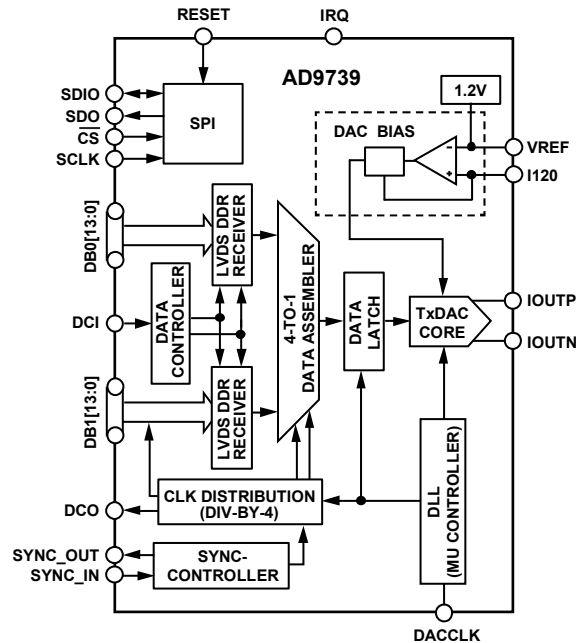 RESET
IRQ
AD9739
1.2V
SDIO
SDO
CS
SCLK
SPI
DAC BIAS
VREF
I120
DB0[13:0]
LVDS DDR
RECEIVER
4-TO-1
DATA ASSEMBLER
DCI
DATA
CONTROLLER
DATA
LATCH
TxDAC
CORE
IOUTP
IOUTN
DB1[13:0]
LVDS DDR
RECEIVER
DCO
CLK DISTRIBUTION
(DIV-BY-4)
DLL
(MU CONTROLLER)
SYNC_OUT
SYNC_IN
SYNC-
CONTROLLER
DACCLK